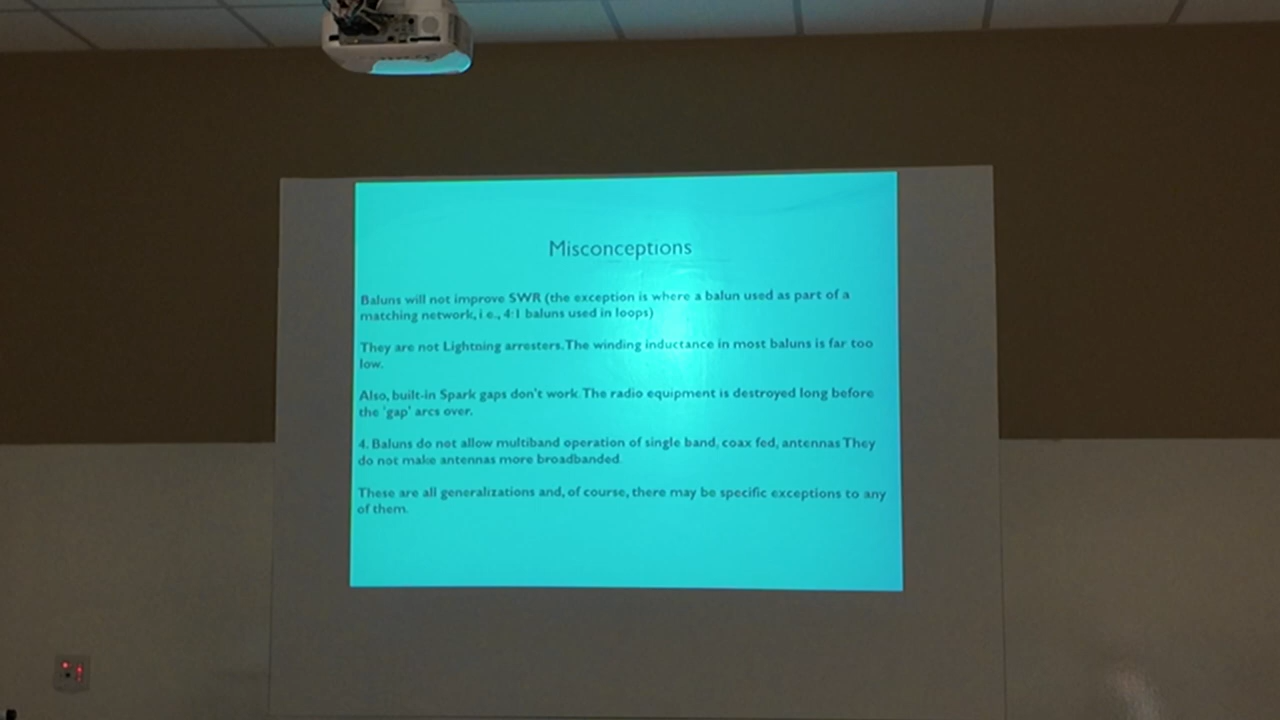 Misconceptions
Baluns will not improve SWR (the exception is where a balun used as part of a
matching network, i.e., 4:1 baluns used in loops)
They are not Lightning arresters. The winding inductance in most baluns is far too
low.
Also, built-in Spark gaps don't work. The radio equipment is destroyed long before
the 'gap' arcs over.
4. Baluns do not allow multiband operation of single band, coax fed, antennas They
do not make antennas more broadbanded.
These are all generalizations and, of course, there may be specific exceptions to any
of them.